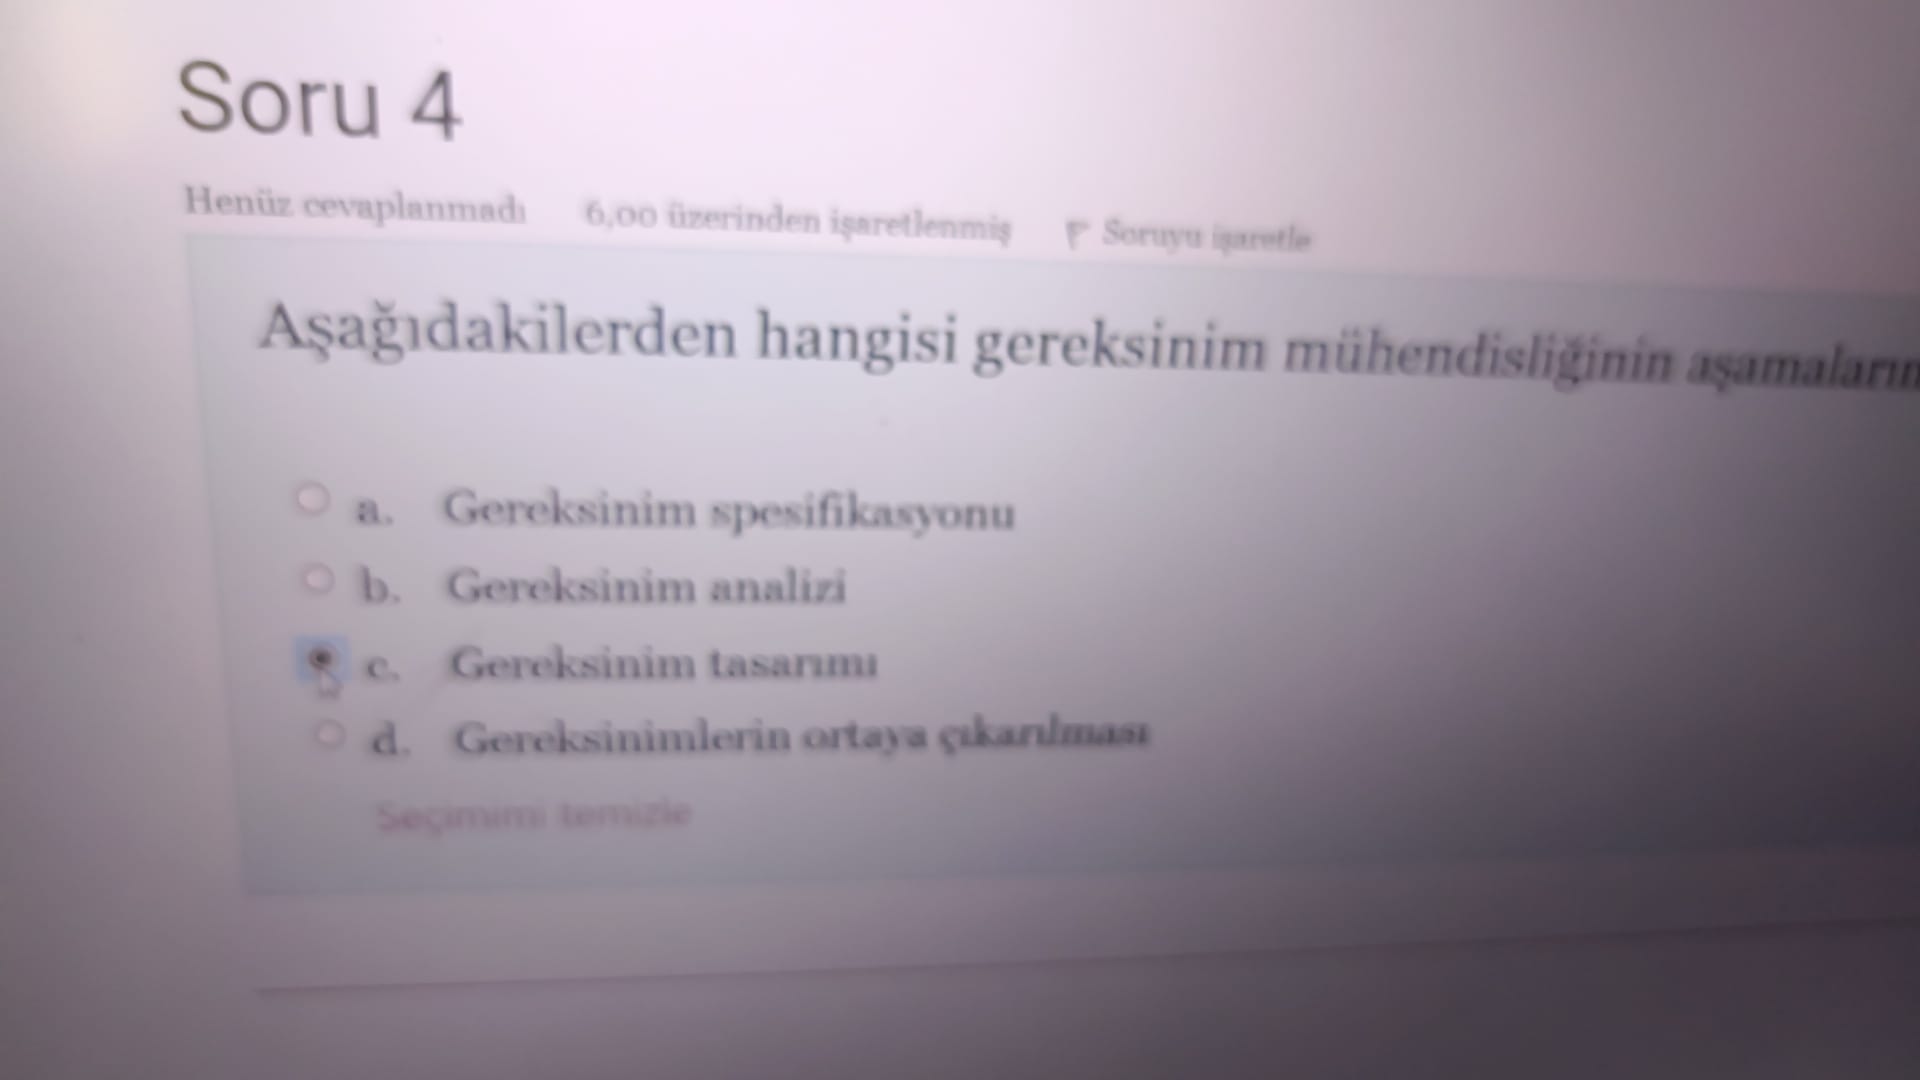 Soru 4
Henüz cevaplanmadı 6,00 üzerinden işaretlenmiş Soruyu işaretle
Aşağıdakilerden hangisi gereksinim mühendisliğinin aşamaların
a. Gereksinim spesifikasyonu
b. Gereksinim analizi
c. Gereksinim tasarımı
d. Gereksinimlerin ortaya çıkarılması
Seçimimi temizle